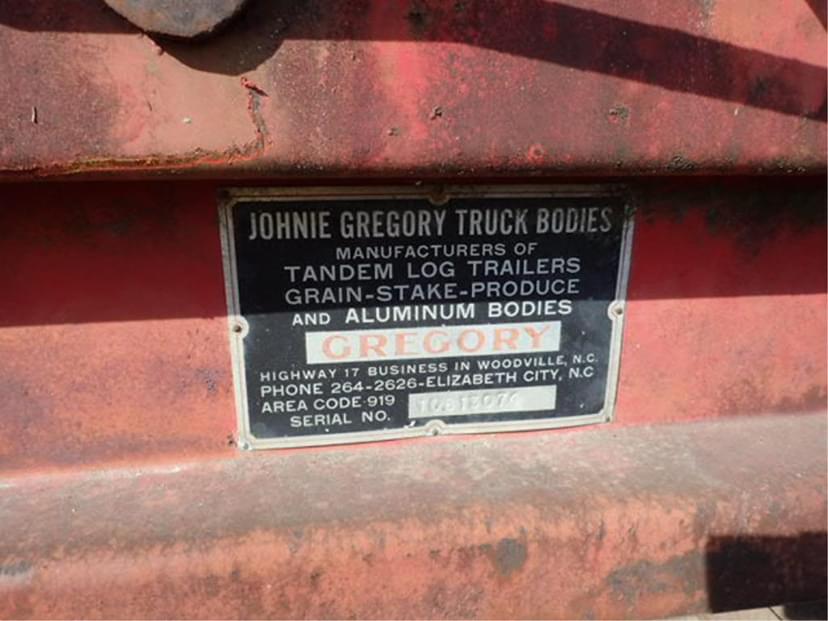 JOHNIE GREGORY TRUCK BODIES
MANUFACTURERS OF
TANDEM LOG TRAILERS
GRAIN-STAKE-PRODUCE
AND ALUMINUM BODIES
GREGORY
HIGHWAY 17 BUSINESS IN WOODVILLE, N.C.
PHONE 264-2626-ELIZABETH CITY, N.C
AREA CODE-919
SERIAL NO.